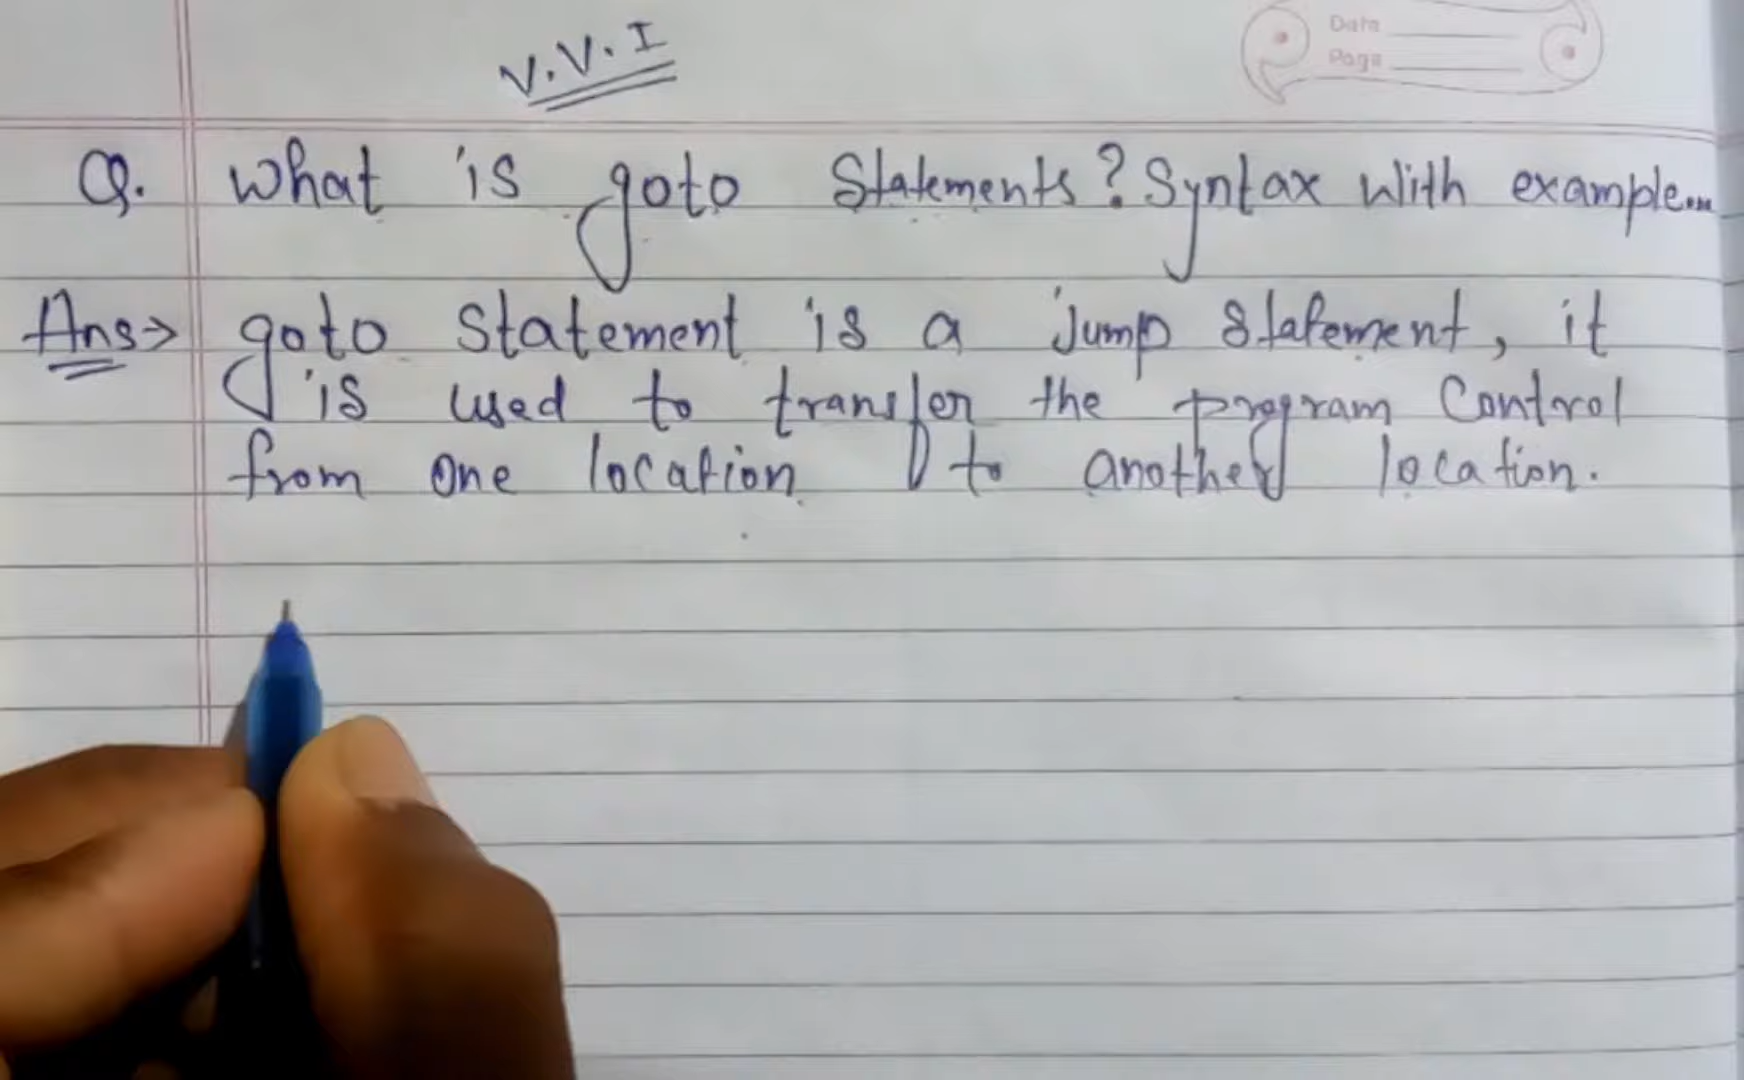 V.V.I
Date
Page
Q. What is goto Statements? Syntax With example...
Ans→ goto Statement is a Jump Statement, it
is used to transfer the program Control
from one location to another location.